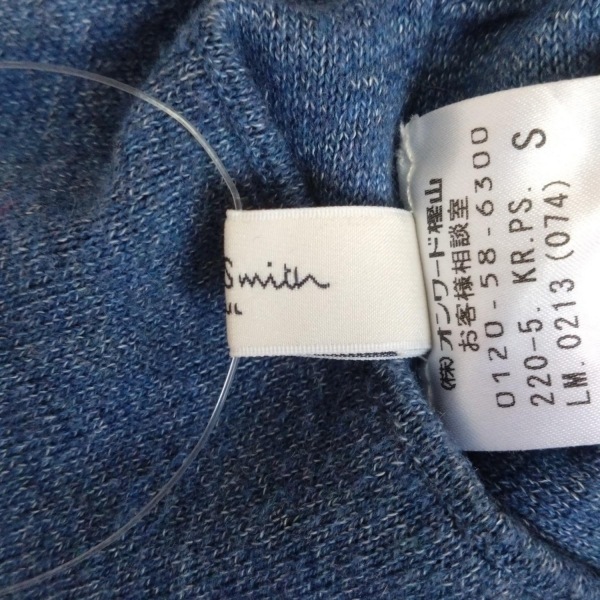 Smith
(株)オンワード樫山
お客様相談室
0120-58-6300
220-5. KR.PS. S
LM.0213 (074)